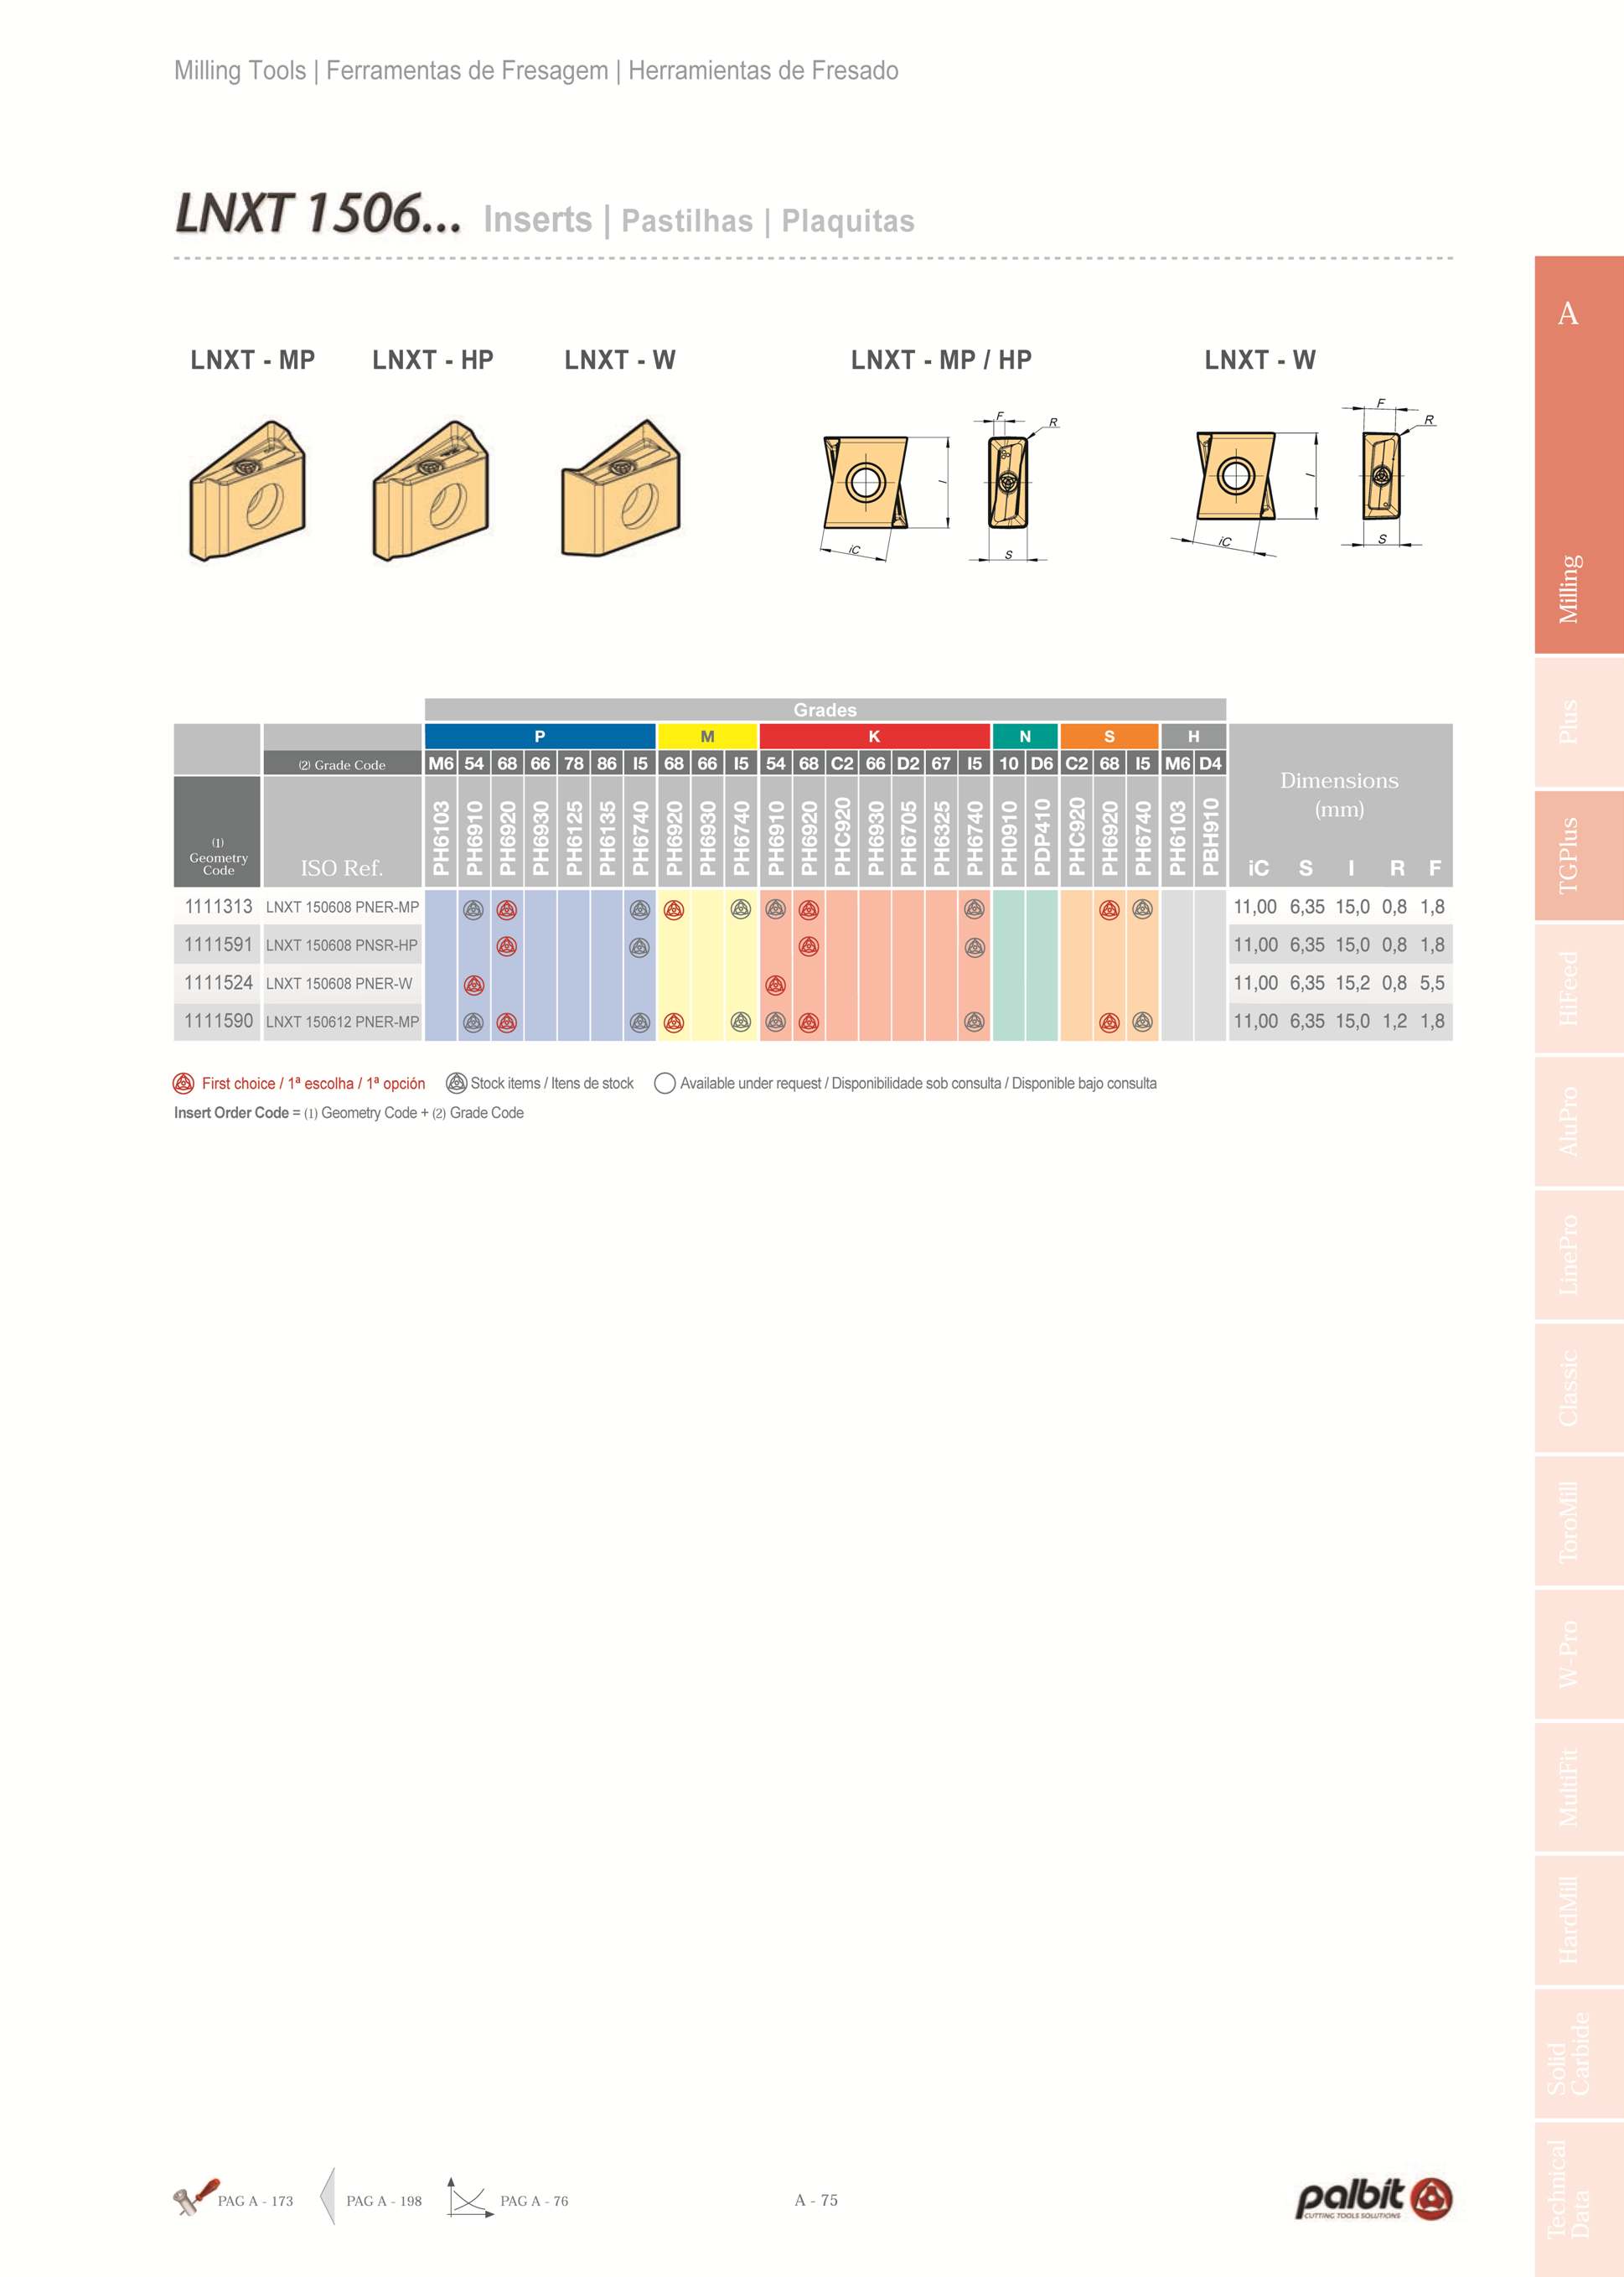 Milling Tools | Ferramentas de Fresagem | Herramientas de Fresado
LNXT 1506... Inserts | Pastilhas | Plaquitas
LNXT - MP LNXT - HP LNXT - W LNXT - MP / HP LNXT - W
F R l iC S
F R l iC S
Grades
P M K N S H
(2) Grade Code M6 54 68 66 78 86 I5 68 66 I5 54 68 C2 66 D2 67 I5 10 D6 C2 68 I5 M6 D4
Dimensions
(mm)
(1)
Geometry
Code
ISO Ref. PH6103 PH6910 PH6920 PH6930 PH6125 PH6135 PH6740 PH6920 PH6930 PH6740 PH6910 PH6920 PHC920 PH6930 PH6705 PH6325 PH6740 PH0910 PDP410 PHC920 PH6920 PH6740 PH6103 PBH910 iC S I R F
1111313 LNXT 150608 PNER-MP 11,00 6,35 15,0 0,8 1,8
1111591 LNXT 150608 PNSR-HP 11,00 6,35 15,0 0,8 1,8
1111524 LNXT 150608 PNER-W 11,00 6,35 15,2 0,8 5,5
1111590 LNXT 150612 PNER-MP 11,00 6,35 15,0 1,2 1,8
First choice / 1ª escolha / 1ª opción Stock items / Itens de stock Available under request / Disponibilidade sob consulta / Disponible bajo consulta
Insert Order Code = (1) Geometry Code + (2) Grade Code
A
Milling
Plus
TGPlus
HiFeed
AluPro
LinePro
Classic
ToroMill
W-Pro
MultiFit
HardMill
Solid
Carbide
Technical
Data
PAG A - 173 PAG A - 198 PAG A - 76 A - 75
palbit
CUTTING TOOLS SOLUTIONS